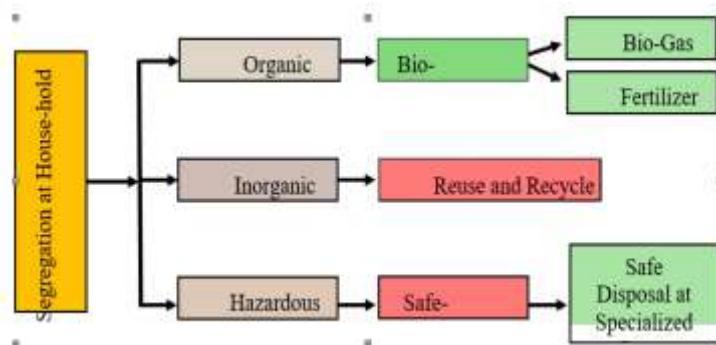 Segregation at House-hold
Organic
Bio-
Bio-Gas
Fertilizer
Inorganic
Reuse and Recycle
Hazardous
Safe-
Safe
Disposal at
Specialized